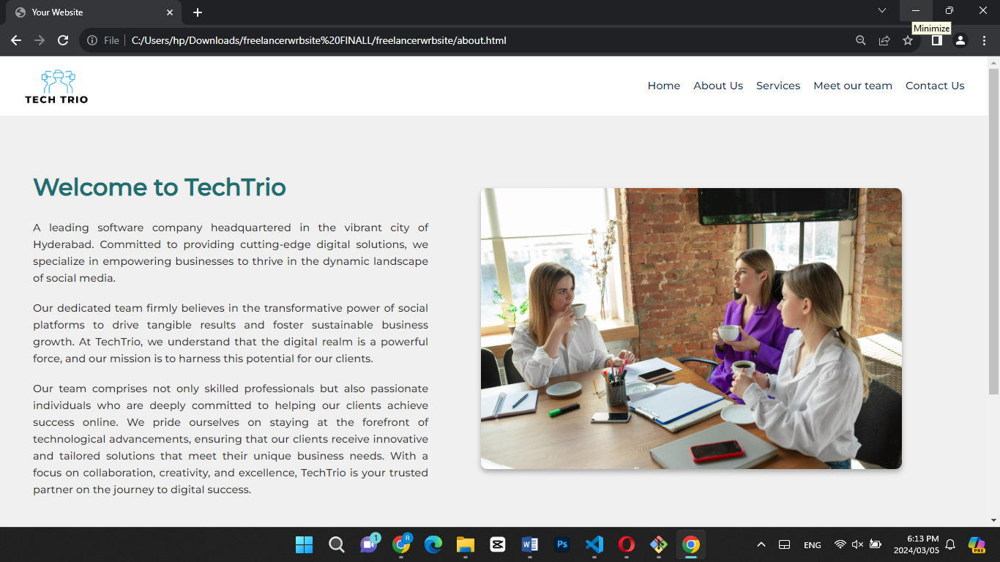 Your Website
Minimize
File
C:/Users/hp/Downloads/freelancerwrbsite%20FINALL/freelancerwrbsite/about.html
TECH TRIO
Home About Us Services Meet our team Contact Us
Welcome to TechTrio
A leading software company headquartered in the vibrant city of
Hyderabad. Committed to providing cutting-edge digital solutions, we
specialize in empowering businesses to thrive in the dynamic landscape
of social media.
Our dedicated team firmly believes in the transformative power of social
platforms to drive tangible results and foster sustainable business
growth. At TechTrio, we understand that the digital realm is a powerful
force, and our mission is to harness this potential for our clients.
Our team comprises not only skilled professionals but also passionate
individuals who are deeply committed to helping our clients achieve
success online. We pride ourselves on staying at the forefront of
technological advancements, ensuring that our clients receive innovative
and tailored solutions that meet their unique business needs. With a
focus on collaboration, creativity, and excellence, TechTrio is your trusted
partner on the journey to digital success.
1
R
W
Ps
ENG
6:13 PM
2024/03/05
PRE